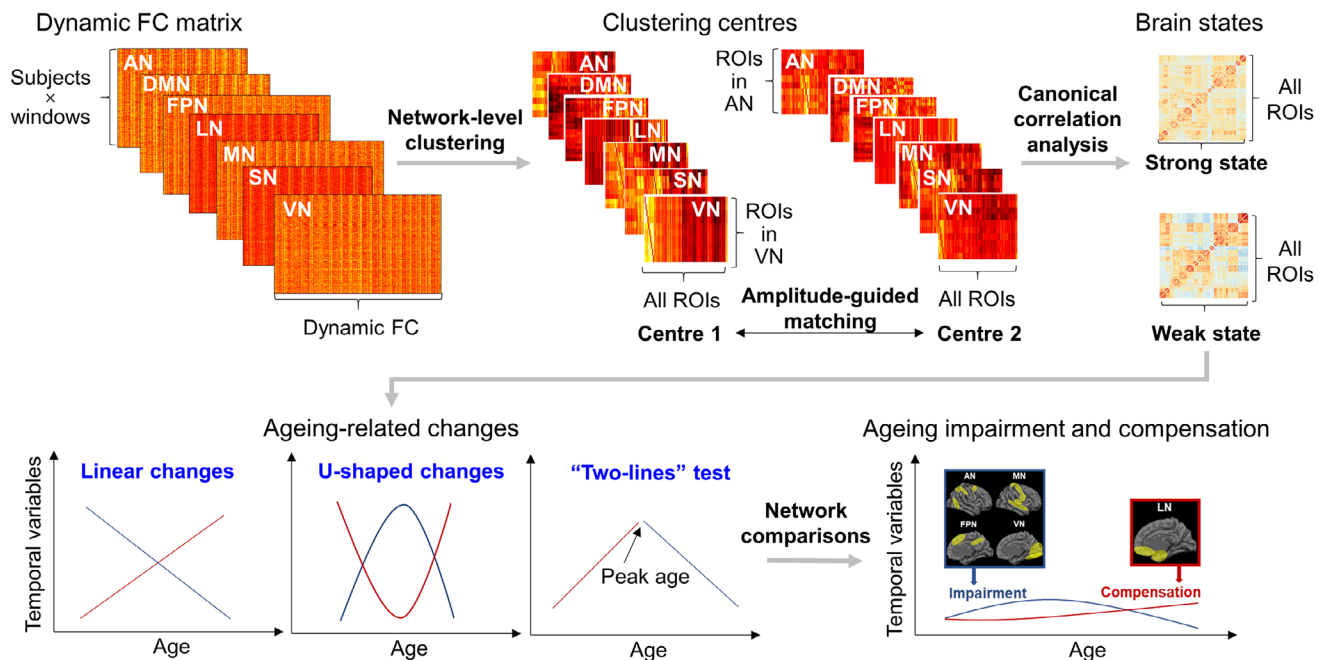 Dynamic FC matrix
Clustering centres
Brain states
Subjects
×
windows
AN
DMN
FPN
LN
MN
SN
VN
Dynamic FC
Network-level
clustering
AN
DMN
FPN
LN
MN
SN
VN
ROIs
in
VN
All ROIs
Centre 1
Amplitude-guided
matching
ROIs
in
AN
AN
DMN
FPN
LN
MN
SN
VN
All ROIs
Centre 2
Canonical
correlation
analysis
All
ROIs
Strong state
All
ROIs
Weak state
Ageing-related changes
Temporal variables
Linear changes
Age
U-shaped changes
Age
“Two-lines” test
Peak age
Age
Network
comparisons
Ageing impairment and compensation
Temporal variables
AN
MN
FPN
VN
LN
Impairment
Compensation
Age